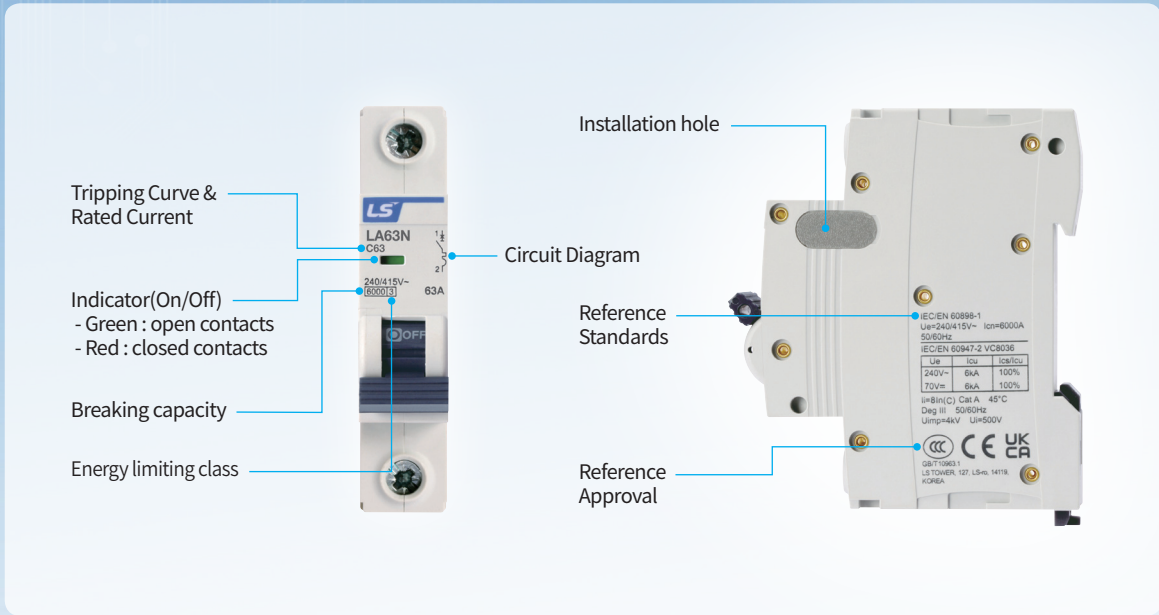 Tripping Curve &
Rated Current
Indicator(On/Off)
- Green : open contacts
- Red : closed contacts
Breaking capacity
Energy limiting class
LS
LA63N
C63
1
2
240/415V~
6000 3
63A
OFF
Circuit Diagram
Installation hole
Reference
Standards
Reference
Approval
IEC/EN 60898-1
Ue=240/415V~ Icn=6000A
50/60Hz
IEC/EN 60947-2 VC8036
Ue Icu Ics/Icu
240V~ 6kA 100%
70V= 6kA 100%
Ii=8In(C) Cat A 45°C
Deg III 50/60Hz
Uimp=4kV Ui=500V
CCC CE UK
CA
GB/T10963.1
LS TOWER, 127, LS-ro, 14119,
KOREA